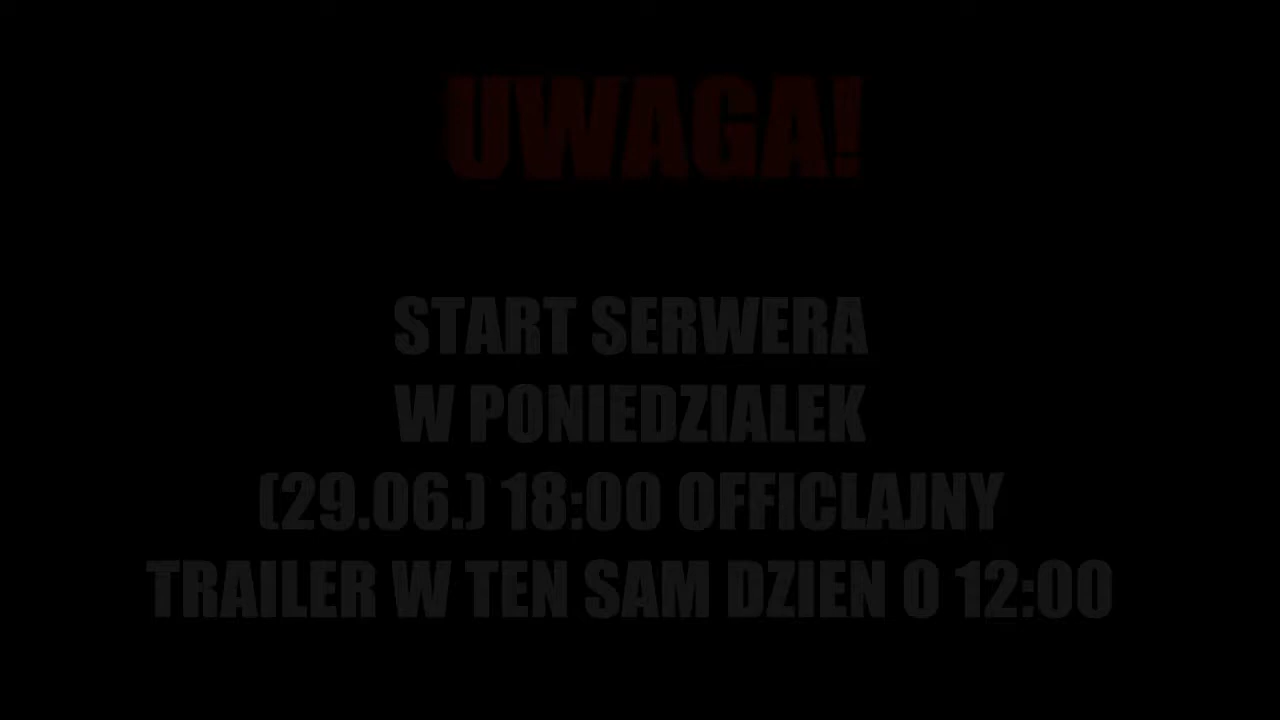 UWAGA!
START SERWERA
W PONIEDZIALEK
(29.06.) 18:00 OFFICLAJNY
TRAILER W TEN SAM DZIEN O 12:00